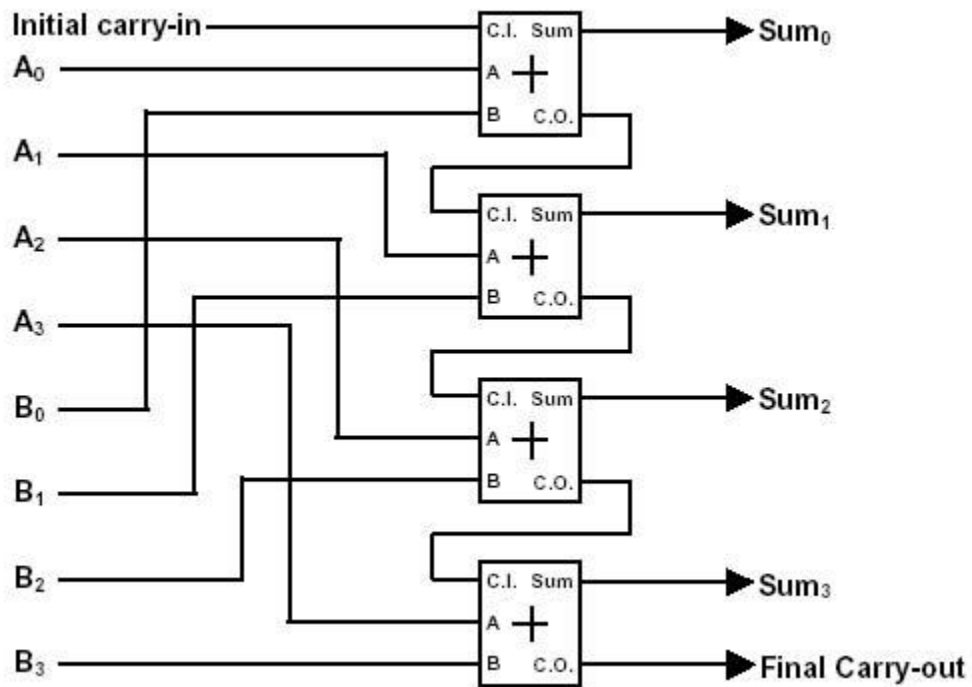 Initial carry-in
C.I. Sum
Sum₀
A₀
A
B
C.O.
A₁
C.I. Sum
Sum₁
A₂
A
B
C.O.
A₃
C.I. Sum
Sum₂
B₀
A
B
C.O.
B₁
B₂
C.I. Sum
Sum₃
A
B₃
B
C.O.
Final Carry-out